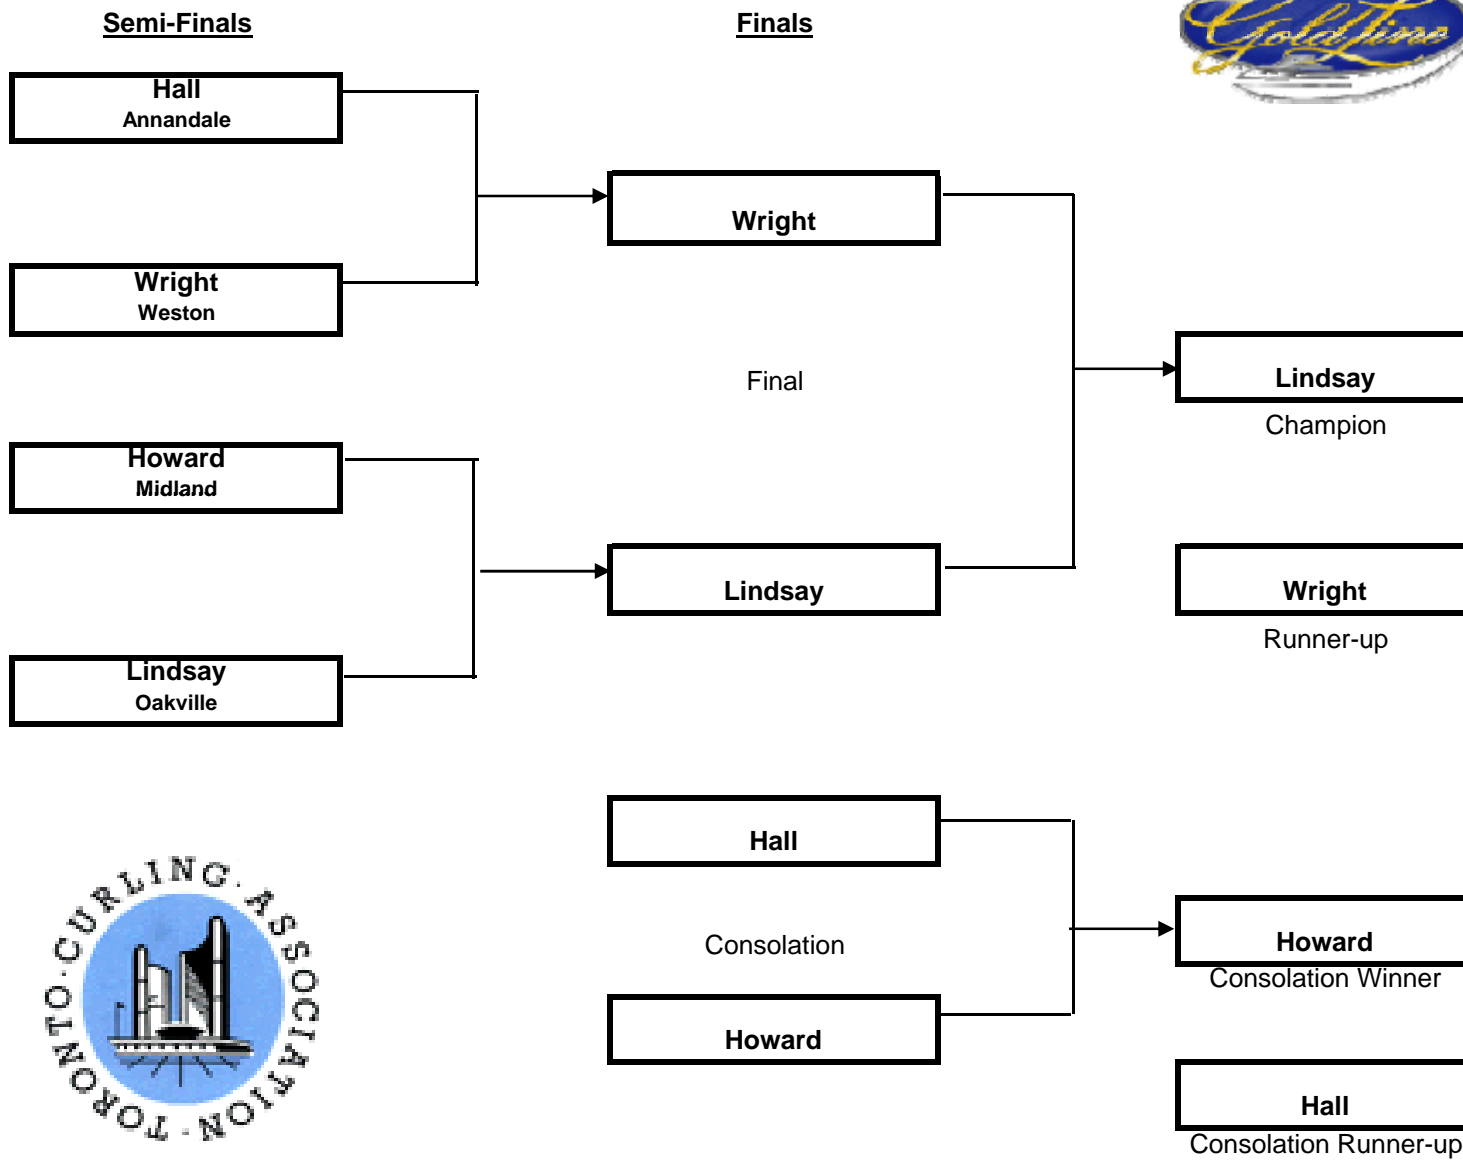 Semi-Finals
Finals
Goldline
Hall
Annandale
Wright
Wright
Weston
Final
Lindsay
Champion
Howard
Midland
Lindsay
Wright
Runner-up
Lindsay
Oakville
Hall
Consolation
Howard
Consolation Winner
Howard
Hall
Consolation Runner-up
TORONTO · CURLING · ASSOCIATION ·